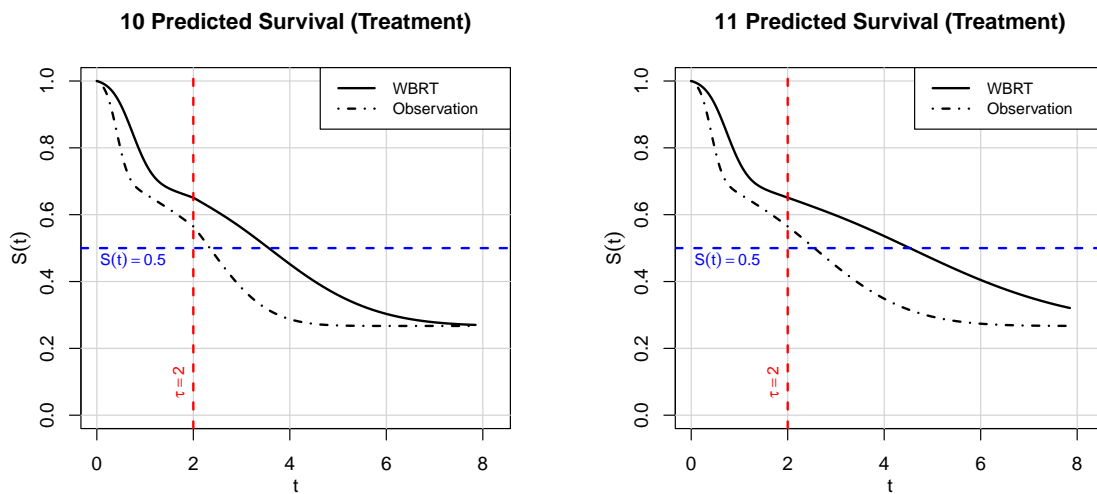 10 Predicted Survival (Treatment)
WBRT
Observation
S(t)
1.0
0.8
0.6
0.4
0.2
0.0
S(t) = 0.5
τ = 2
0 2 4 6 8
t
11 Predicted Survival (Treatment)
WBRT
Observation
S(t)
1.0
0.8
0.6
0.4
0.2
0.0
S(t) = 0.5
τ = 2
0 2 4 6 8
t